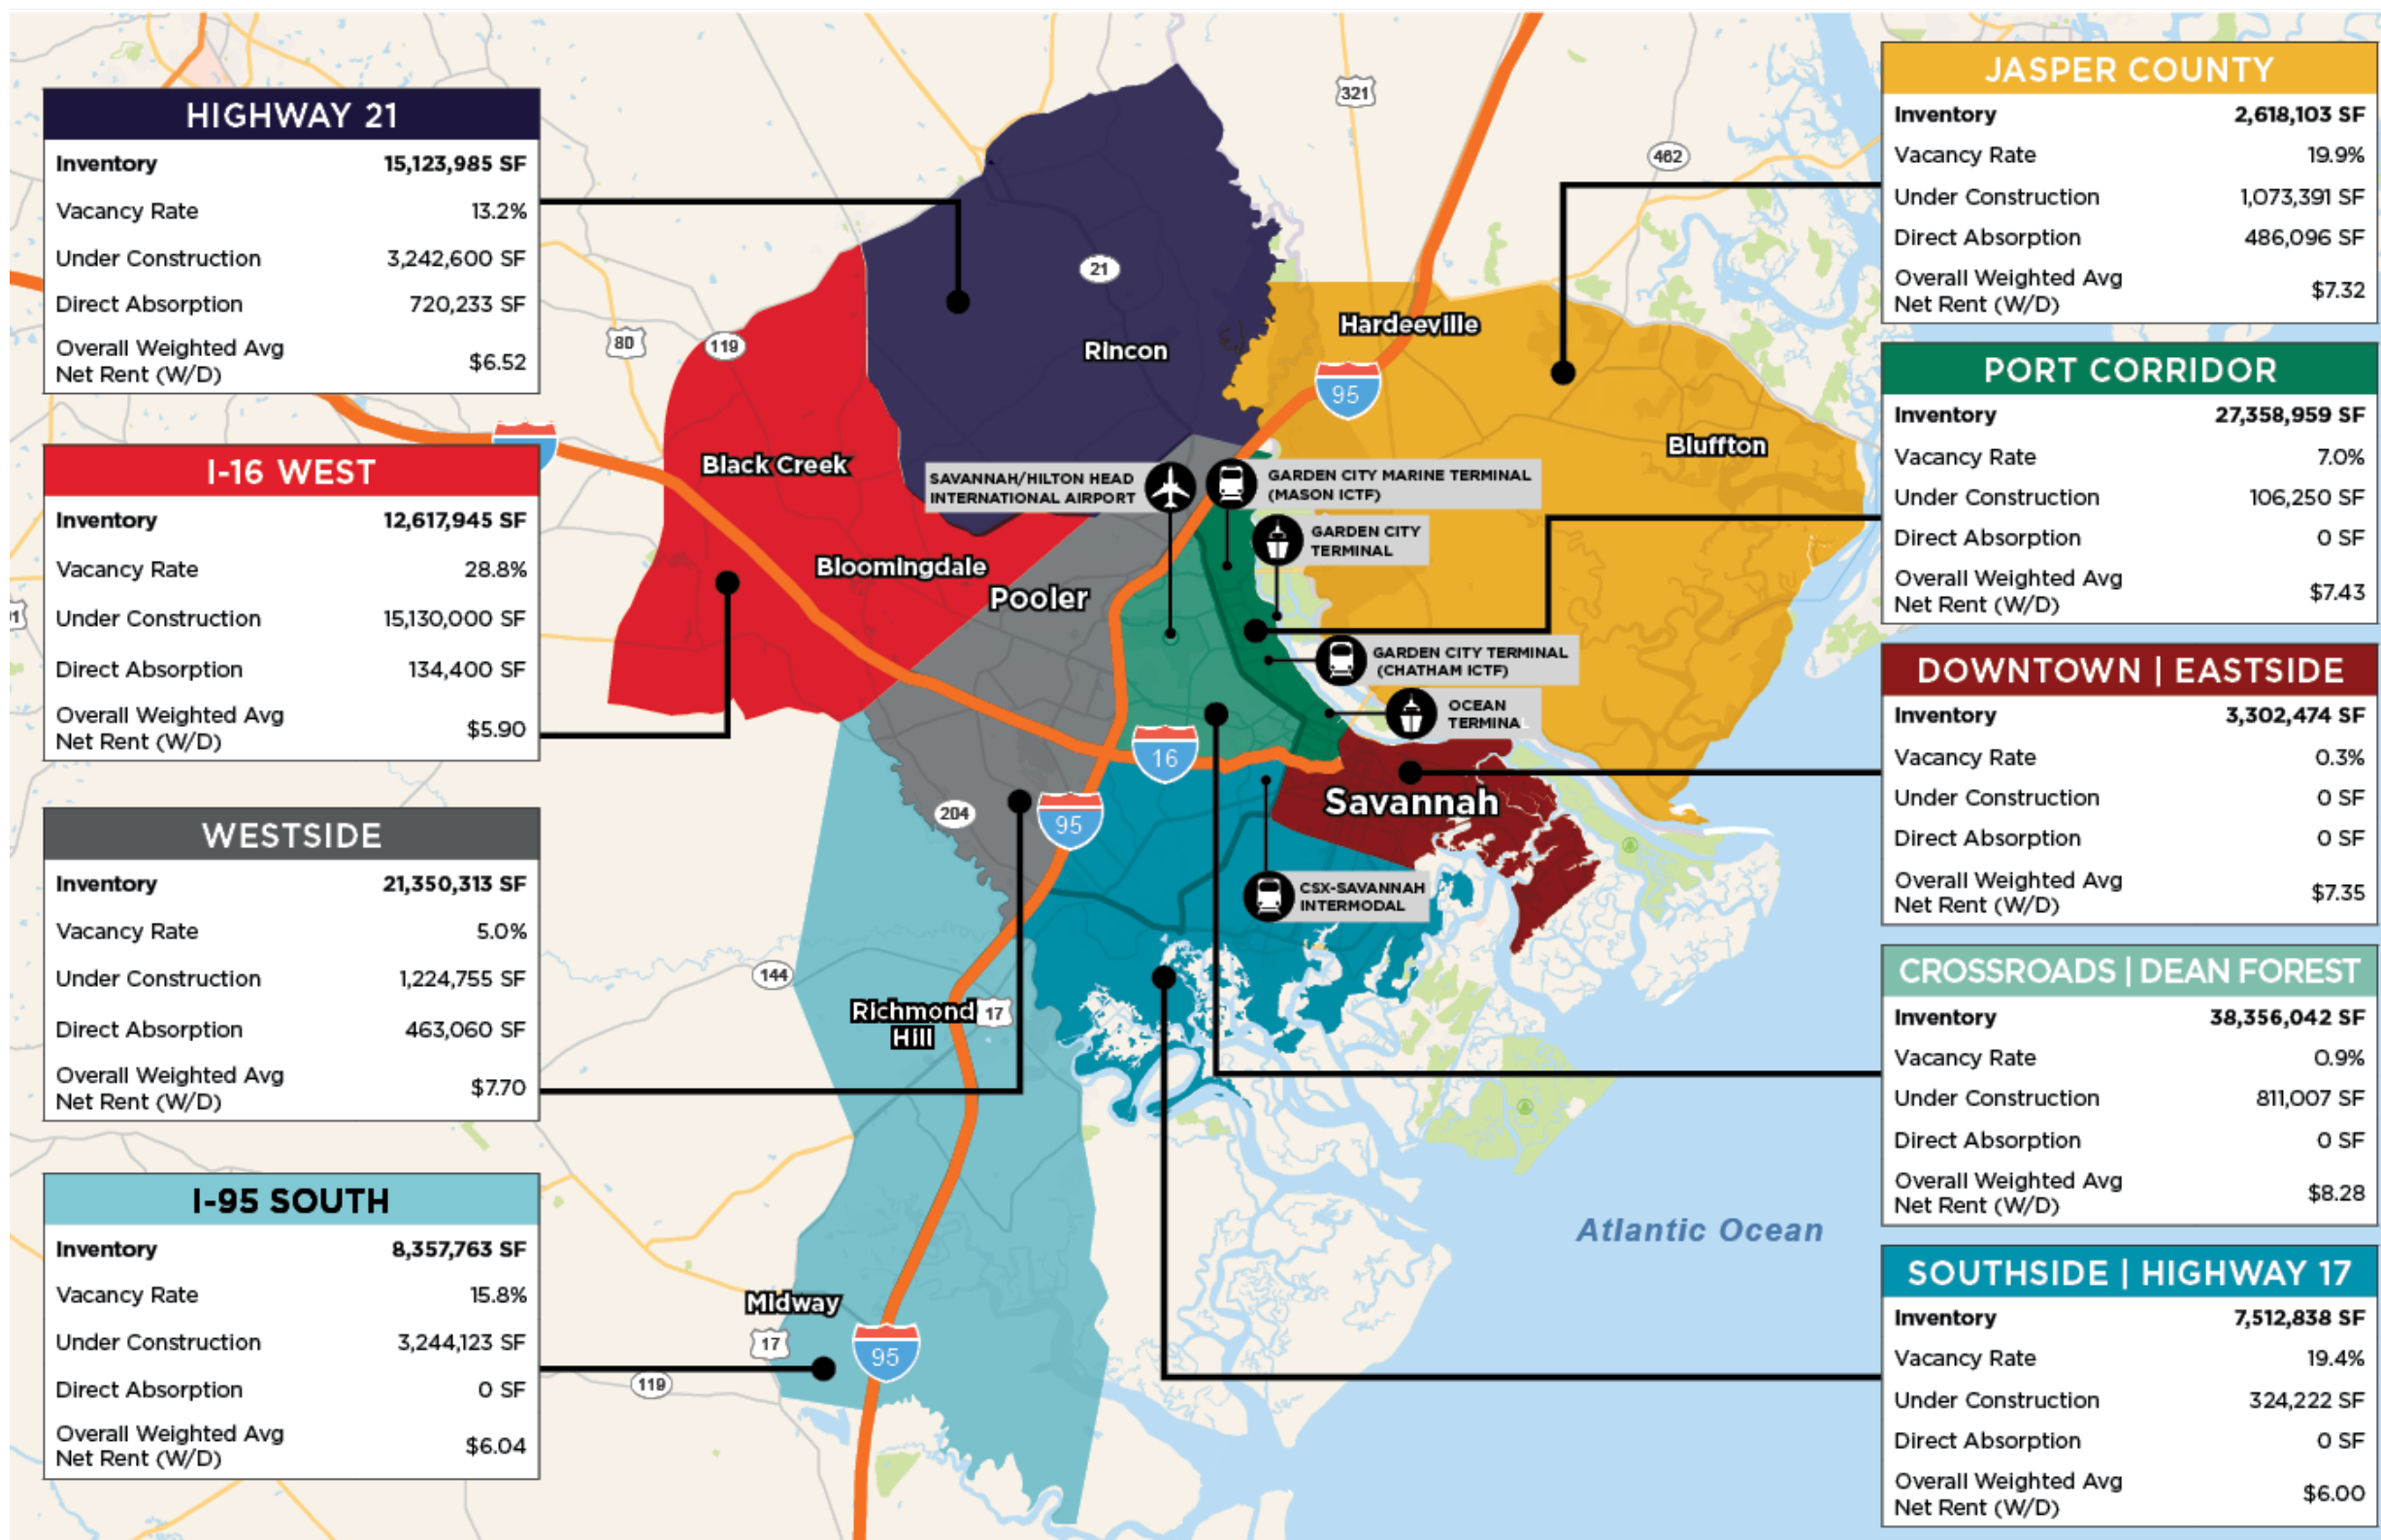 HIGHWAY 21
Inventory 15,123,985 SF
Vacancy Rate 13.2%
Under Construction 3,242,600 SF
Direct Absorption 720,233 SF
Overall Weighted Avg
Net Rent (W/D) $6.52
I-16 WEST
Inventory 12,617,945 SF
Vacancy Rate 28.8%
Under Construction 15,130,000 SF
Direct Absorption 134,400 SF
Overall Weighted Avg
Net Rent (W/D) $5.90
WESTSIDE
Inventory 21,350,313 SF
Vacancy Rate 5.0%
Under Construction 1,224,755 SF
Direct Absorption 463,060 SF
Overall Weighted Avg
Net Rent (W/D) $7.70
I-95 SOUTH
Inventory 8,357,763 SF
Vacancy Rate 15.8%
Under Construction 3,244,123 SF
Direct Absorption 0 SF
Overall Weighted Avg
Net Rent (W/D) $6.04
321
462
21
Rincon
Hardeeville
95
Bluffton
80
119
Black Creek
Bloomingdale
Pooler
SAVANNAH/HILTON HEAD
INTERNATIONAL AIRPORT
GARDEN CITY MARINE TERMINAL
(MASON ICTF)
GARDEN CITY
TERMINAL
GARDEN CITY TERMINAL
(CHATHAM ICTF)
OCEAN
TERMINA
16
204
95
Savannah
CSX-SAVANNAH
INTERMODAL
144
Richmond
Hill
17
Atlantic Ocean
Midway
17
95
119
JASPER COUNTY
Inventory 2,618,103 SF
Vacancy Rate 19.9%
Under Construction 1,073,391 SF
Direct Absorption 486,096 SF
Overall Weighted Avg
Net Rent (W/D) $7.32
PORT CORRIDOR
Inventory 27,358,959 SF
Vacancy Rate 7.0%
Under Construction 106,250 SF
Direct Absorption 0 SF
Overall Weighted Avg
Net Rent (W/D) $7.43
DOWNTOWN | EASTSIDE
Inventory 3,302,474 SF
Vacancy Rate 0.3%
Under Construction 0 SF
Direct Absorption 0 SF
Overall Weighted Avg
Net Rent (W/D) $7.35
CROSSROADS | DEAN FOREST
Inventory 38,356,042 SF
Vacancy Rate 0.9%
Under Construction 811,007 SF
Direct Absorption 0 SF
Overall Weighted Avg
Net Rent (W/D) $8.28
SOUTHSIDE | HIGHWAY 17
Inventory 7,512,838 SF
Vacancy Rate 19.4%
Under Construction 324,222 SF
Direct Absorption 0 SF
Overall Weighted Avg
Net Rent (W/D) $6.00